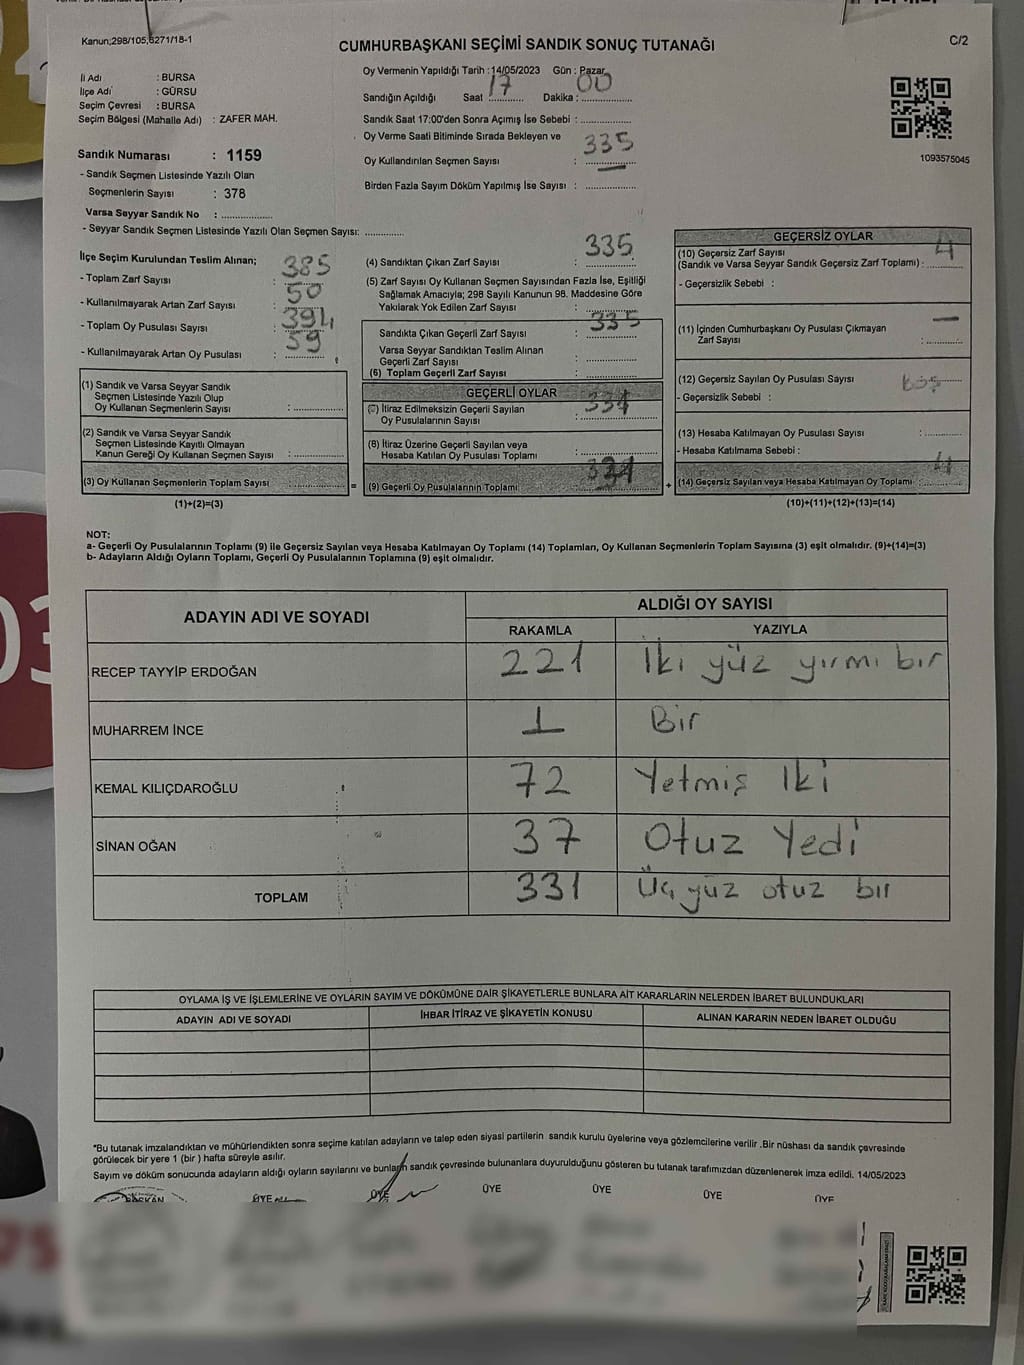 Kanun;298/105,6271/18-1
CUMHURBAŞKANI SEÇİMİ SANDIK SONUÇ TUTANAĞI
C/2
İl Adı : BURSA
İlçe Adı : GÜRSU
Seçim Çevresi : BURSA
Seçim Bölgesi (Mahalle Adı) : ZAFER MAH.
Oy Vermenin Yapıldığı Tarih :14/05/2023 Gün : Pazar
Sandığın Açıldığı Saat : 17 Dakika : 00
Sandık Saat 17:00'den Sonra Açımış İse Sebebi :
Oy Verme Saati Bitiminde Sırada Bekleyen ve
Oy Kullandırılan Seçmen Sayısı : 335
Birden Fazla Sayım Döküm Yapılmış İse Sayısı :
1093575045
Sandık Numarası : 1159
- Sandık Seçmen Listesinde Yazılı Olan
Seçmenlerin Sayısı : 378
Varsa Seyyar Sandık No :
- Seyyar Sandık Seçmen Listesinde Yazılı Olan Seçmen Sayısı:
İlçe Seçim Kurulundan Teslim Alınan;
- Toplam Zarf Sayısı : 385
- Kullanılmayarak Artan Zarf Sayısı : 50
- Toplam Oy Pusulası Sayısı : 394
- Kullanılmayarak Artan Oy Pusulası : 59
(1) Sandık ve Varsa Seyyar Sandık
Seçmen Listesinde Yazılı Olup
Oy Kullanan Seçmenlerin Sayısı :
(2) Sandık ve Varsa Seyyar Sandık
Seçmen Listesinde Kayıtlı Olmayan
Kanun Gereği Oy Kullanan Seçmen Sayısı :
(3) Oy Kullanan Seçmenlerin Toplam Sayısı
(1)+(2)=(3)
(4) Sandıktan Çıkan Zarf Sayısı : 335
(5) Zarf Sayısı Oy Kullanan Seçmen Sayısından Fazla İse, Eşitliği
Sağlamak Amacıyla; 298 Sayılı Kanunun 98. Maddesine Göre
Yakılarak Yok Edilen Zarf Sayısı :
Sandıkta Çıkan Geçerli Zarf Sayısı : 335
Varsa Seyyar Sandıktan Teslim Alınan
Geçerli Zarf Sayısı :
(6) Toplam Geçerli Zarf Sayısı :
GEÇERLİ OYLAR
(7) İtiraz Edilmeksizin Geçerli Sayılan
Oy Pusulalarının Sayısı :
(8) İtiraz Üzerine Geçerli Sayılan veya
Hesaba Katılan Oy Pusulası Toplamı :
(9) Geçerli Oy Pusulalarının Toplamı
GEÇERSİZ OYLAR
(10) Geçersiz Zarf Sayısı
(Sandık ve Varsa Seyyar Sandık Geçersiz Zarf Toplamı) : 4
- Geçersizlik Sebebi :
(11) İçinden Cumhurbaşkanı Oy Pusulası Çıkmayan
Zarf Sayısı : —
(12) Geçersiz Sayılan Oy Pusulası Sayısı :
- Geçersizlik Sebebi :
(13) Hesaba Katılmayan Oy Pusulası Sayısı :
- Hesaba Katılmama Sebebi :
(14) Geçersiz Sayılan veya Hesaba Katılmayan Oy Toplamı 4
(10)+(11)+(12)+(13)=(14)
NOT:
a- Geçerli Oy Pusulalarının Toplamı (9) ile Geçersiz Sayılan veya Hesaba Katılmayan Oy Toplamı (14) Toplamları, Oy Kullanan Seçmenlerin Toplam Sayısına (3) eşit olmalıdır. (9)+(14)=(3)
b- Adayların Aldığı Oyların Toplamı, Geçerli Oy Pusulalarının Toplamına (9) eşit olmalıdır.
ADAYIN ADI VE SOYADI
ALDIĞI OY SAYISI
RAKAMLA YAZIYLA
RECEP TAYYİP ERDOĞAN 221 İki yüz yirmi bir
MUHARREM İNCE 1 Bir
KEMAL KILIÇDAROĞLU 72 Yetmiş İki
SİNAN OĞAN 37 Otuz Yedi
TOPLAM 331 Üç yüz otuz bir
OYLAMA İŞ VE İŞLEMLERİNE VE OYLARIN SAYIM VE DÖKÜMÜNE DAİR ŞİKAYETLERLE BUNLARA AİT KARARLARIN NELERDEN İBARET BULUNDUKLARI
ADAYIN ADI VE SOYADI İHBAR İTİRAZ VE ŞİKAYETİN KONUSU ALINAN KARARIN NEDEN İBARET OLDUĞU
*Bu tutanak imzalandıktan ve mühürlendikten sonra seçime katılan adayların ve talep eden siyasi partilerin sandık kurulu üyelerine veya gözlemcilerine verilir .Bir nüshası da sandık çevresinde
görülecek bir yere 1 (bir ) hafta süreyle asılır.
Sayım ve döküm sonucunda adayların aldığı oyların sayılarını ve bunların sandık çevresinde bulunanlara duyurulduğunu gösteren bu tutanak tarafımızdan düzenlenerek imza edildi. 14/05/2023
BAŞKAN ÜYE ÜYE ÜYE ÜYE ÜYE ÜYE